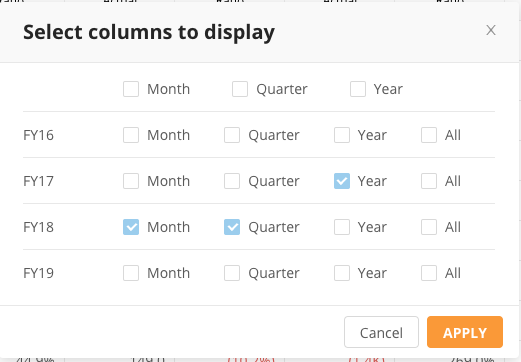 Select columns to display
Month Quarter Year
FY16 Month Quarter Year All
FY17 Month Quarter Year All
FY18 Month Quarter Year All
FY19 Month Quarter Year All
Cancel APPLY